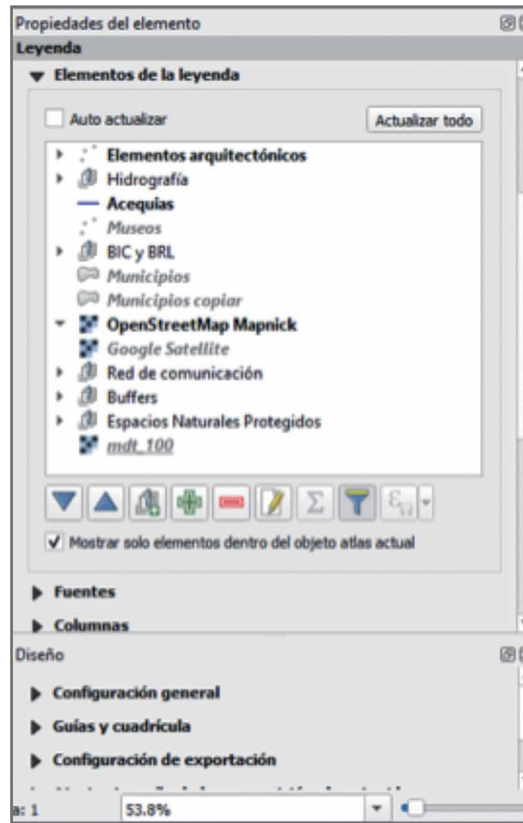 Propiedades del elemento
Leyenda
Elementos de la leyenda
Auto actualizar
Actualizar todo
Elementos arquitectónicos
Hidrografía
Acequias
Museos
BIC y BRL
Municipios
Municipios copiar
OpenStreetMap Mapnick
Google Satellite
Red de comunicación
Buffers
Espacios Naturales Protegidos
mdt_100
Σ ε
Mostrar solo elementos dentro del objeto atlas actual
Fuentes
Columnas
Diseño
Configuración general
Guías y cuadrícula
Configuración de exportación
a: 1 53.8%